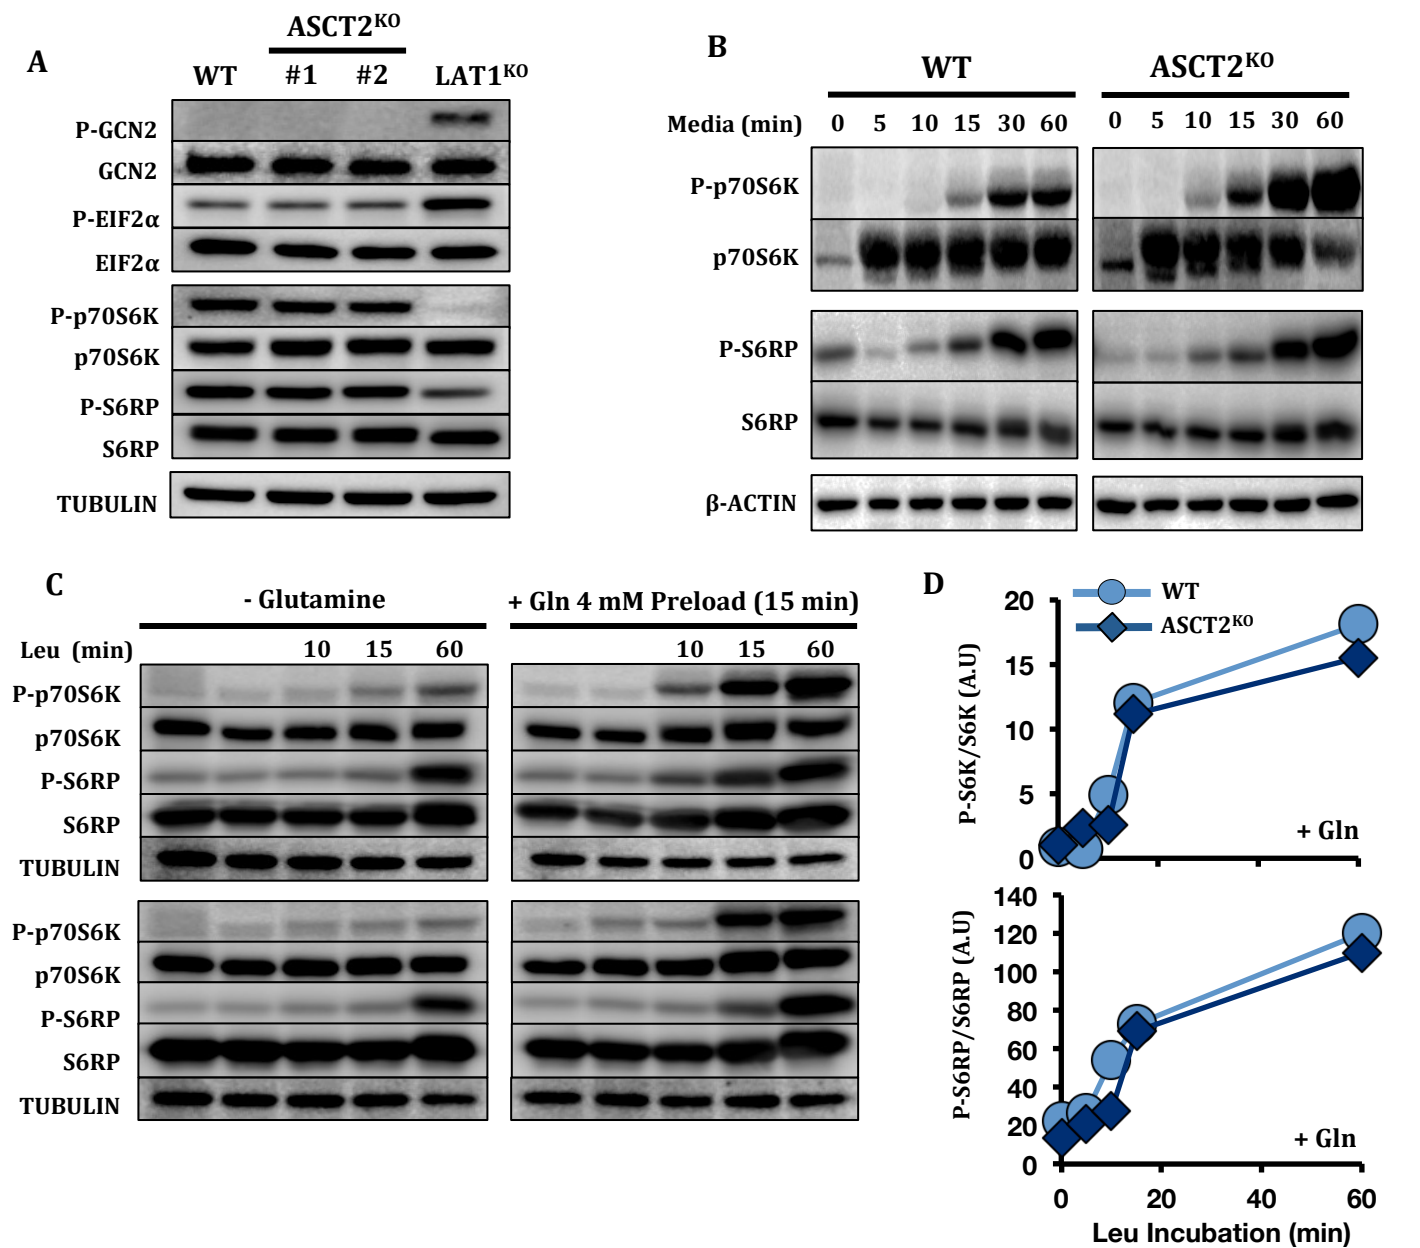 A
ASCT2KO
WT #1 #2 LAT1KO
P-GCN2
GCN2
P-EIF2α
EIF2α
P-p70S6K
p70S6K
P-S6RP
S6RP
TUBULIN
B
WT ASCT2KO
Media (min) 0 5 10 15 30 60 0 5 10 15 30 60
P-p70S6K
p70S6K
P-S6RP
S6RP
β-ACTIN
C
- Glutamine + Gln 4 mM Preload (15 min)
Leu (min) 10 15 60 10 15 60
P-p70S6K
p70S6K
P-S6RP
S6RP
TUBULIN
P-p70S6K
p70S6K
P-S6RP
S6RP
TUBULIN
D
WT
ASCT2KO
P-S6K/S6K (A.U)
20
15
10
5
0
+ Gln
P-S6RP/S6RP (A.U)
140
120
100
80
60
40
20
0
+ Gln
0 20 40 60
Leu Incubation (min)